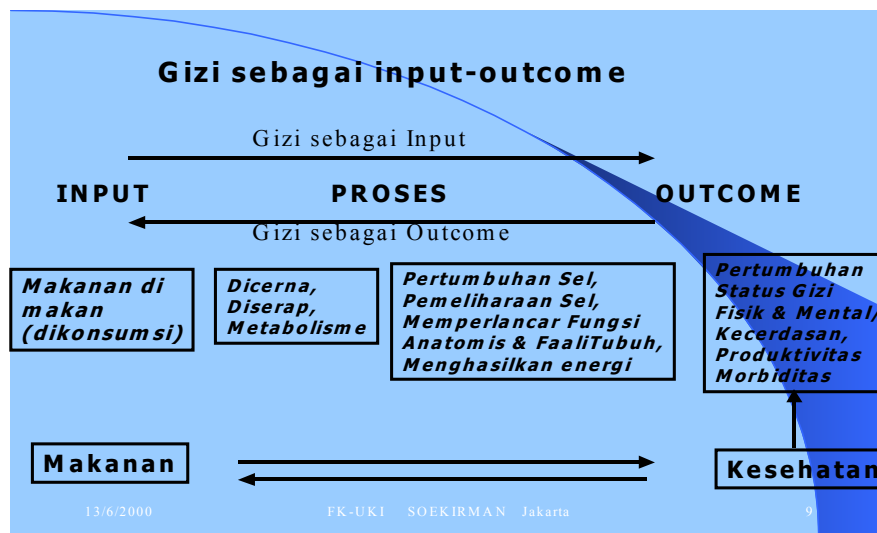 Gizi sebagai input-outcome
Gizi sebagai Input
INPUT PROSES OUTCOME
Gizi sebagai Outcome
Makanan di
makan
(dikonsumsi)
Dicerna,
Diserap,
Metabolisme
Pertumbuhan Sel,
Pemeliharaan Sel,
Memperlancar Fungsi
Anatomis & FaaliTubuh,
Menghasilkan energi
Pertumbuhan
Status Gizi
Fisik & Mental/
Kecerdasan,
Produktivitas
Morbiditas
Makanan
Kesehatan
13/6/2000 FK-UKI SOEKIRMAN Jakarta 9